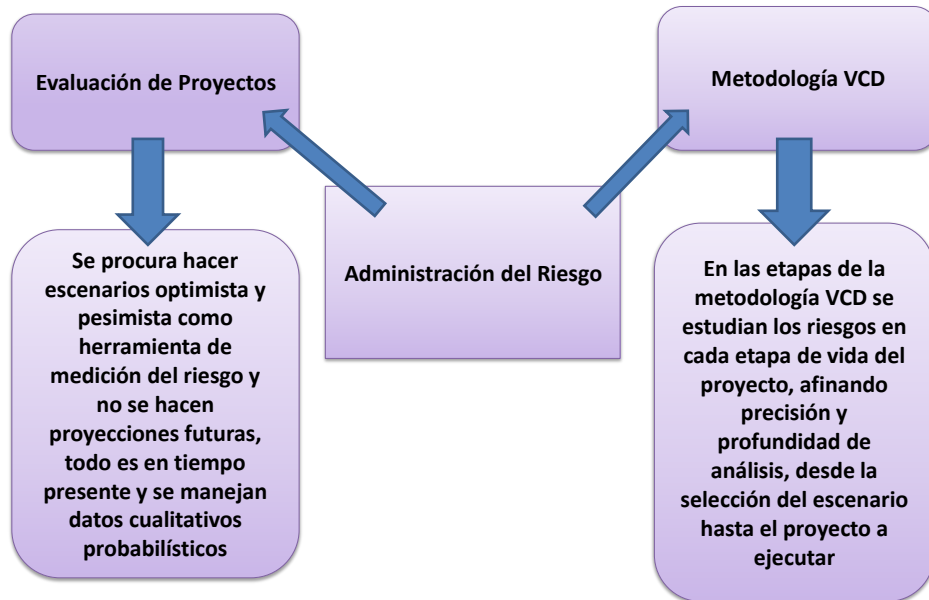 Evaluación de Proyectos
Metodología VCD
Administración del Riesgo
Se procura hacer
escenarios optimista y
pesimista como
herramienta de
medición del riesgo y
no se hacen
proyecciones futuras,
todo es en tiempo
presente y se manejan
datos cualitativos
probabilísticos
En las etapas de la
metodología VCD se
estudian los riesgos en
cada etapa de vida del
proyecto, afinando
precisión y
profundidad de
análisis, desde la
selección del escenario
hasta el proyecto a
ejecutar